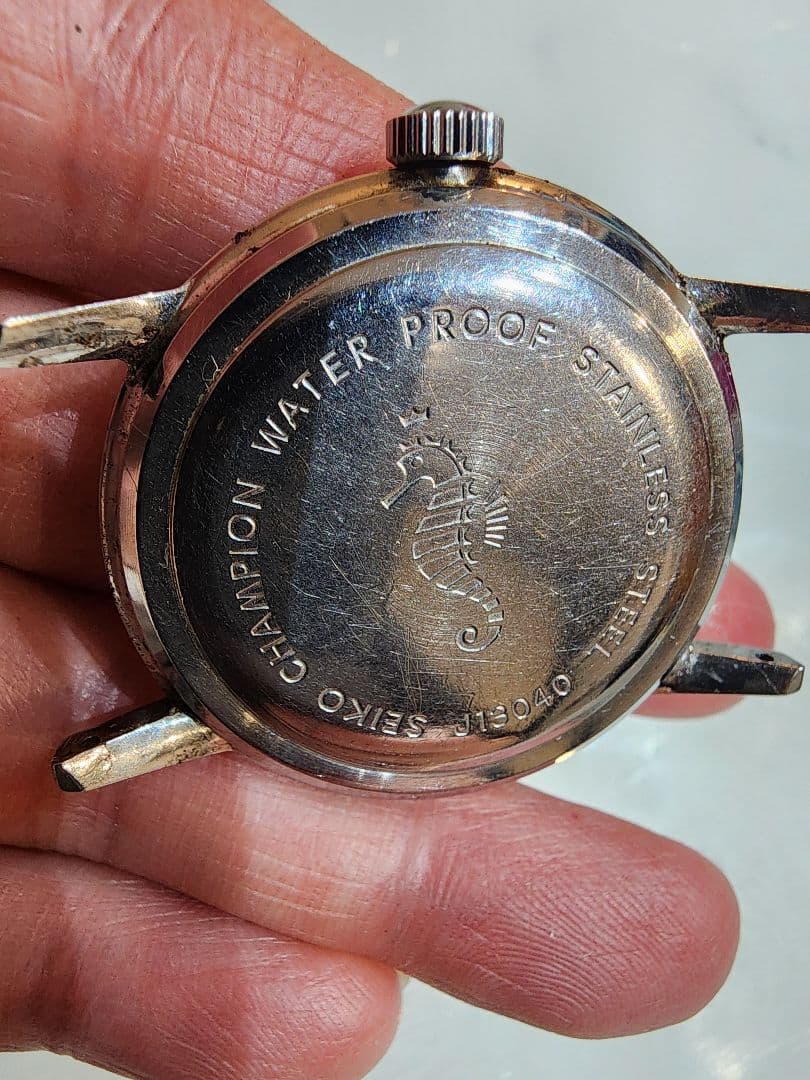 SEIKO CHAMPION WATER PROOF STAINLESS STEEL
J13040